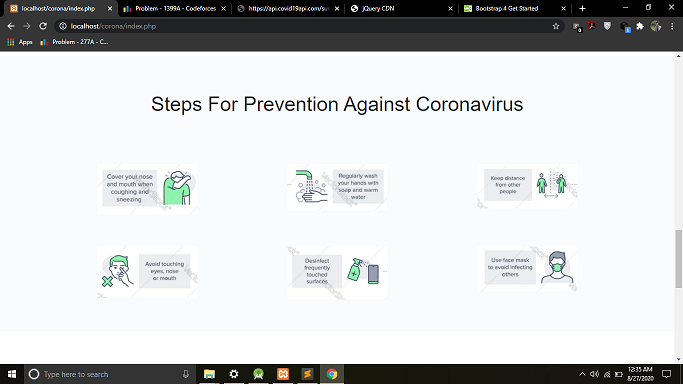 localhost/corona/index.php
Problem - 1399A - Codeforces
https://api.covid19api.com/su
jQuery CDN
Bootstrap 4 Get Started
localhost/corona/index.php
Apps
Problem - 277A - C...
Steps For Prevention Against Coronavirus
Cover your nose
and mouth when
coughing and
sneezing
Regularly wash
your hands with
soap and warm
water
Keep distance
from other
people
Avoid touching
eyes, nose
or mouth
Desinfect
frequently
touched
surfaces
Use face mask
to avoid infecting
others
Type here to search
12:35 AM
8/27/2020